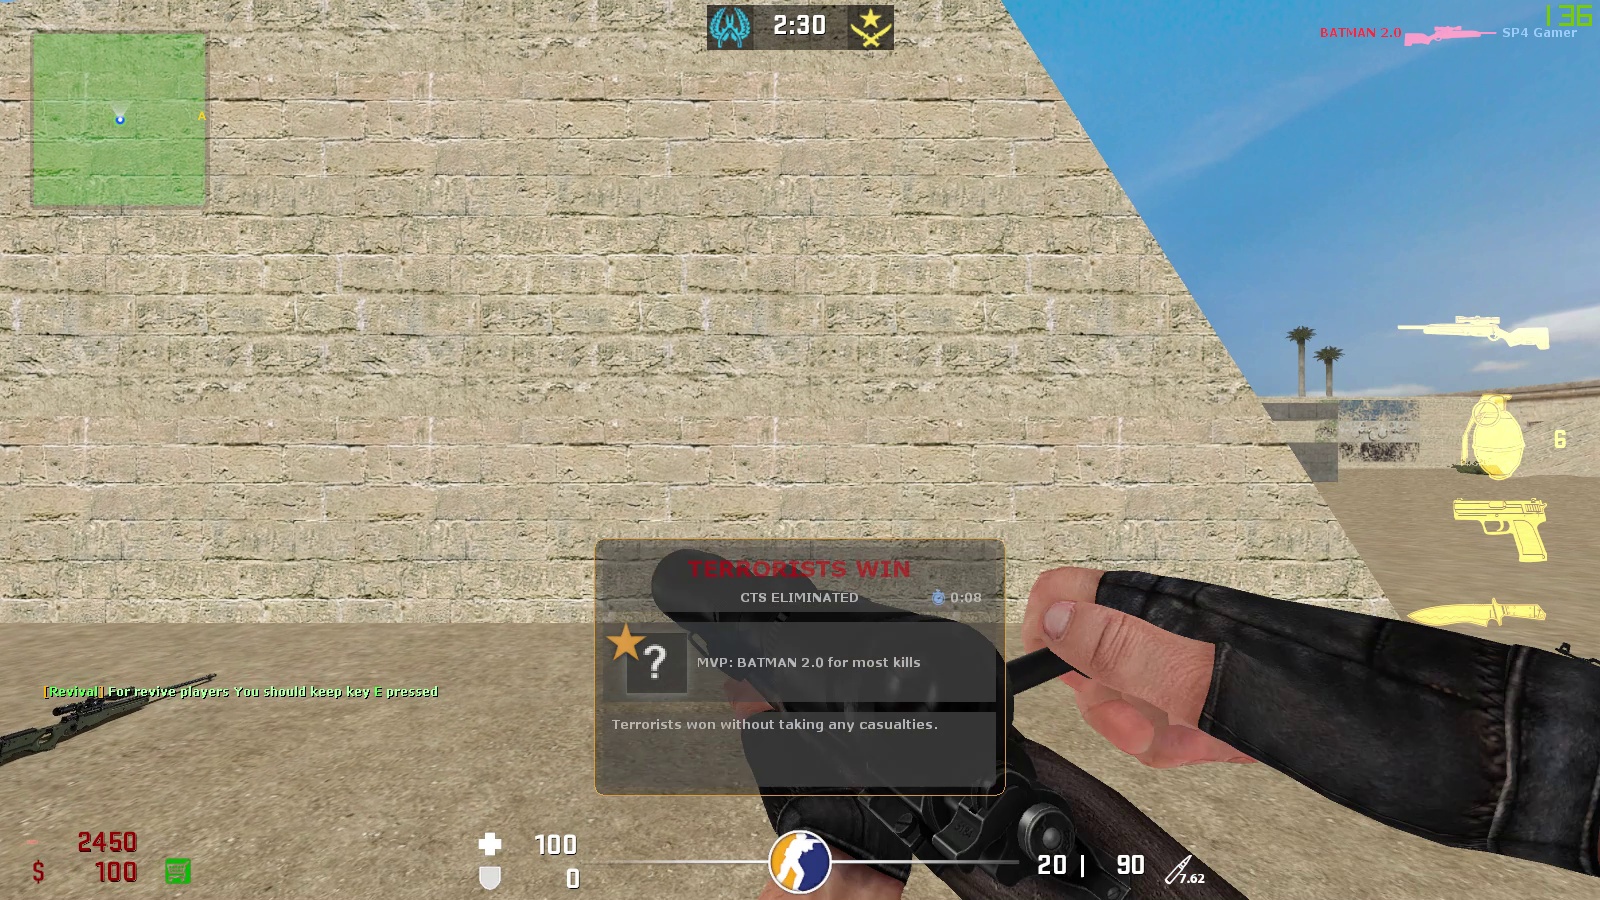 2:30
136
BATMAN 2.0 SP4 Gamer
A
6
TERRORISTS WIN
CTS ELIMINATED 0:08
MVP: BATMAN 2.0 for most kills
?
[Revival] For revive players You should keep key E pressed
Terrorists won without taking any casualties.
- 2450
$ 100
100
0
20 | 90
7.62